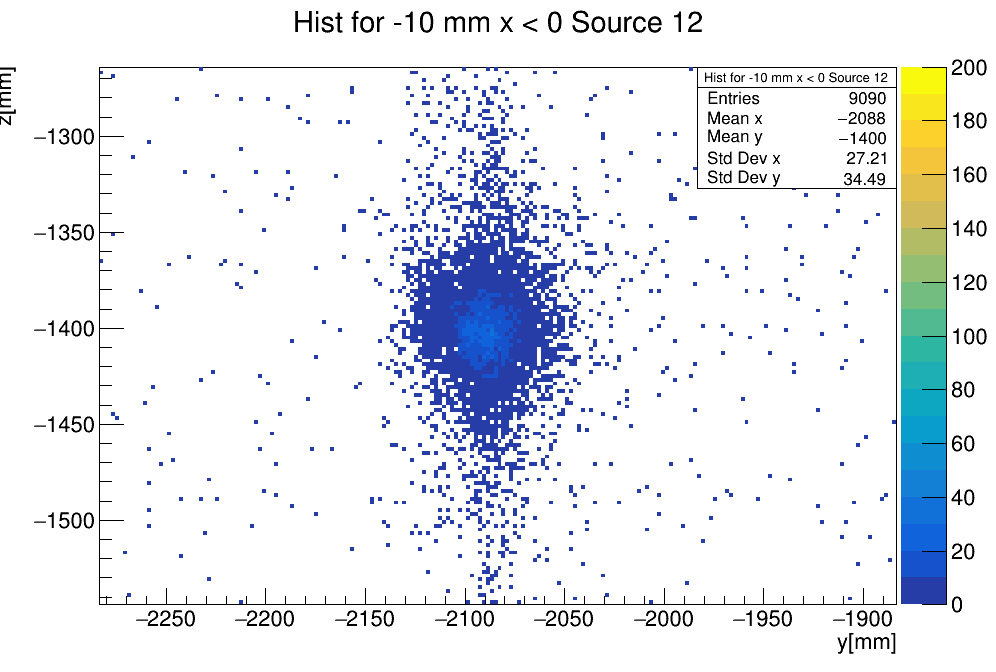 Hist for -10 mm x < 0 Source 12
z[mm]
Hist for -10 mm x < 0 Source 12
Entries 9090
Mean x −2088
Mean y −1400
Std Dev x 27.21
Std Dev y 34.49
−1300
−1350
−1400
−1450
−1500
−2250 −2200 −2150 −2100 −2050 −2000 −1950 −1900
y[mm]
200
180
160
140
120
100
80
60
40
20
0